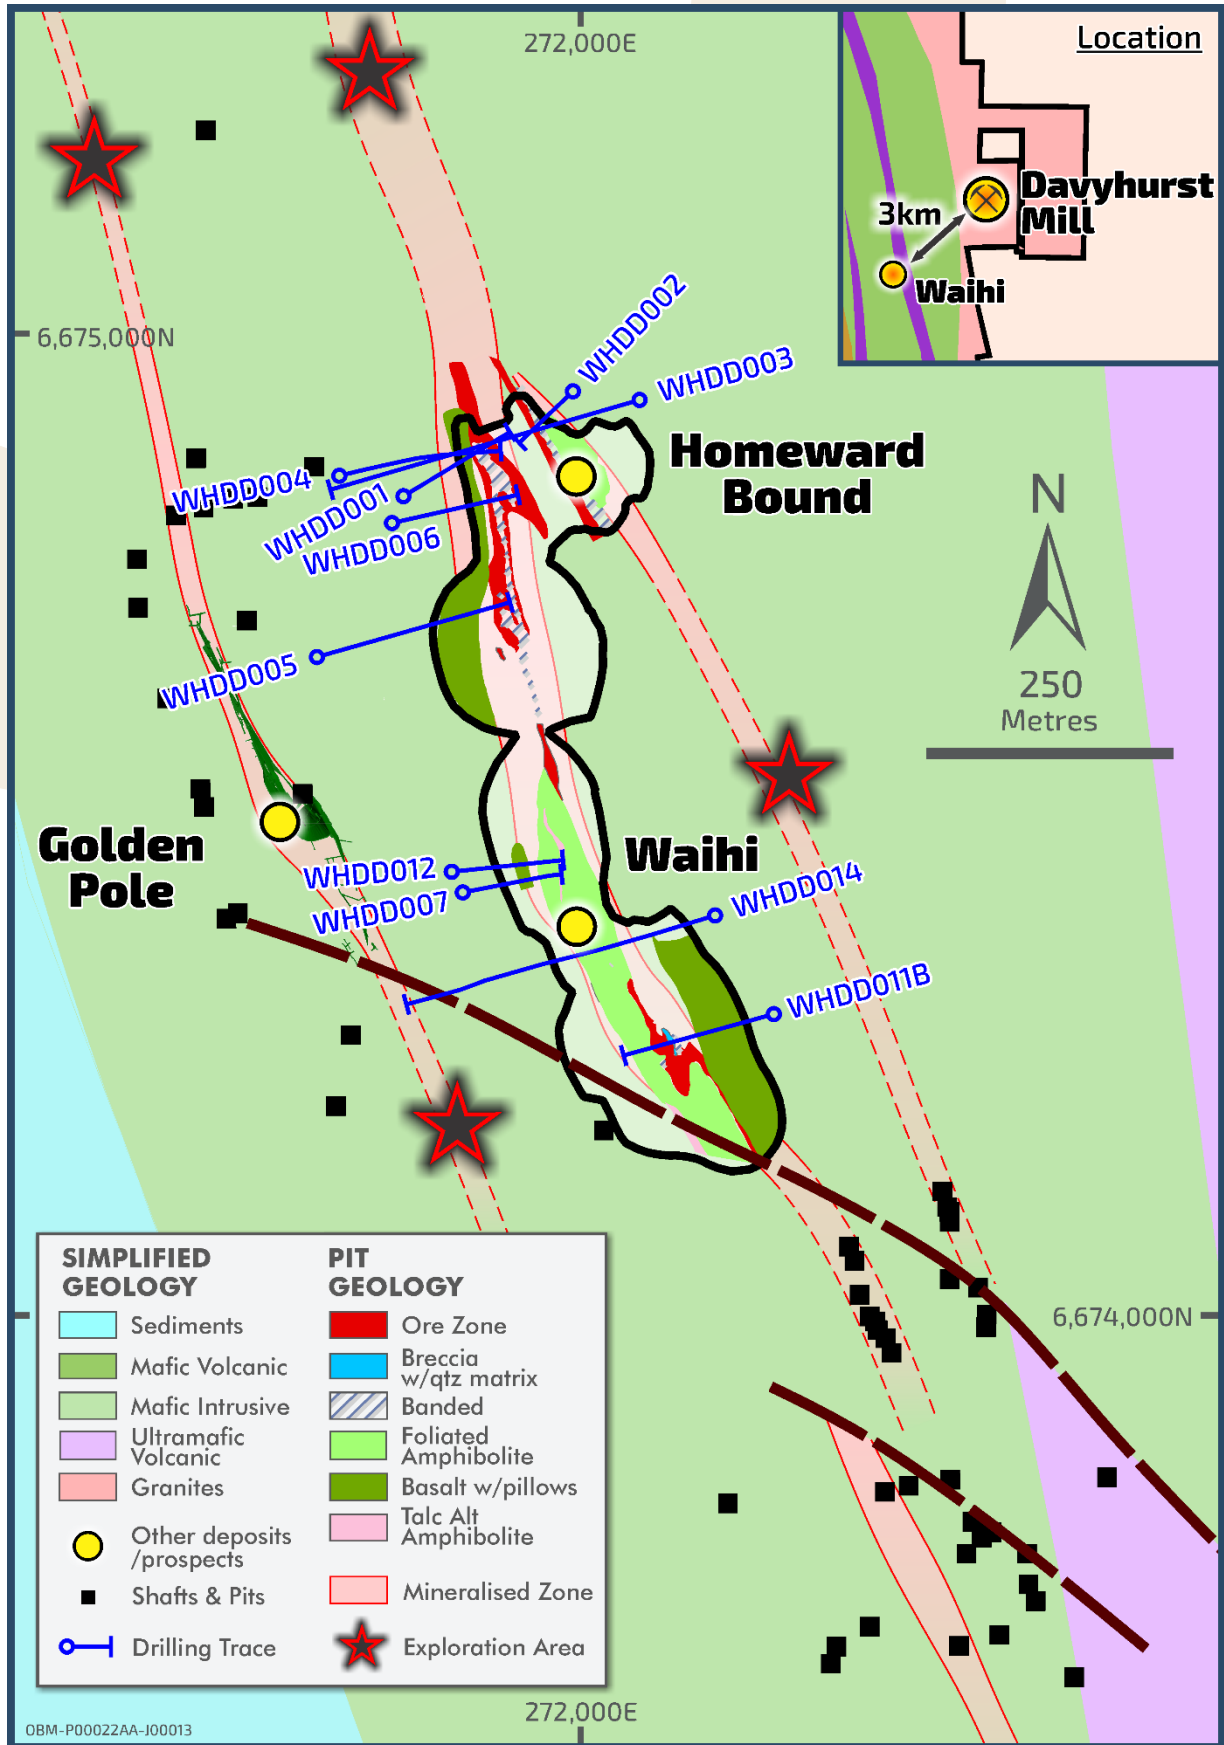 272,000E
Location
Davyhurst
Mill
3km
Waihi
6,675,000N
WHDD002
WHDD003
Homeward
Bound
WHDD004
WHDD001
WHDD006
N
WHDD005
250
Metres
Golden
Pole
Waihi
WHDD012
WHDD007
WHDD014
WHDD011B
6,674,000N
SIMPLIFIED
GEOLOGY
Sediments
Mafic Volcanic
Mafic Intrusive
Ultramafic
Volcanic
Granites
Other deposits
/prospects
Shafts & Pits
Drilling Trace
PIT
GEOLOGY
Ore Zone
Breccia
w/qtz matrix
Banded
Foliated
Amphibolite
Basalt w/pillows
Talc Alt
Amphibolite
Mineralised Zone
Exploration Area
272,000E
OBM-P00022AA-J00013